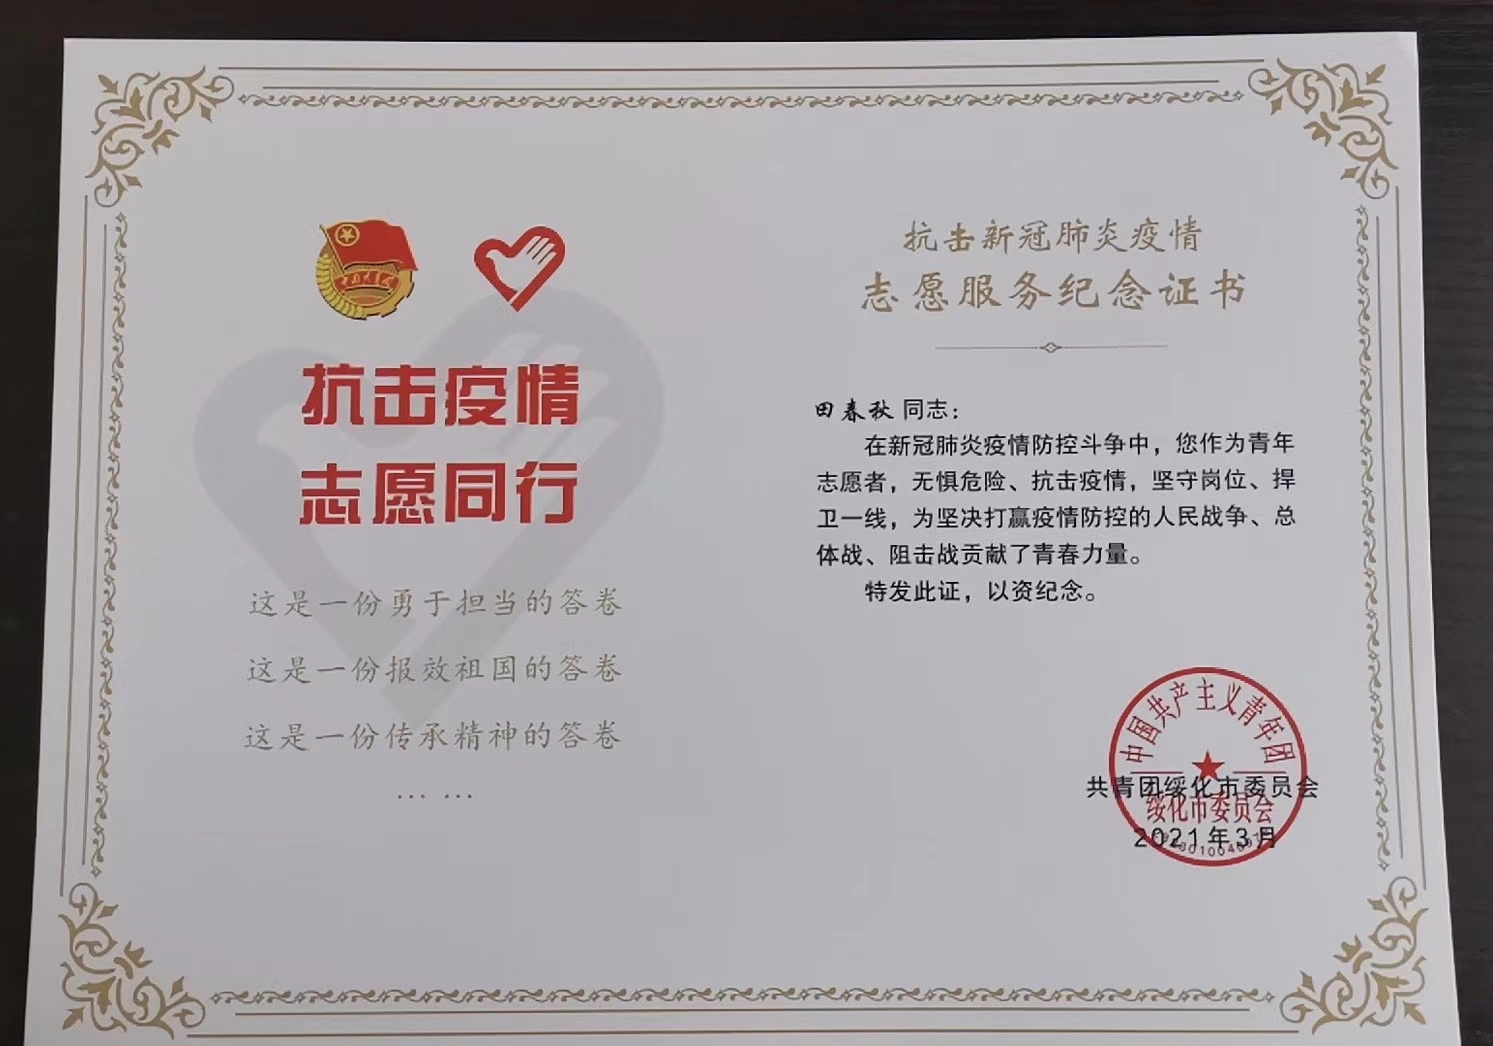 抗击疫情
志愿同行
这是一份勇于担当的答卷
这是一份报效祖国的答卷
这是一份传承精神的答卷
… …
抗击新冠肺炎疫情
志愿服务纪念证书
田春秋 同志：
在新冠肺炎疫情防控斗争中，您作为青年
志愿者，无惧危险、抗击疫情，坚守岗位、捍
卫一线，为坚决打赢疫情防控的人民战争、总
体战、阻击战贡献了青春力量。
特发此证，以资纪念。
中国共产主义青年团
共青团绥化市委员会
绥化市委员会
2021年3月